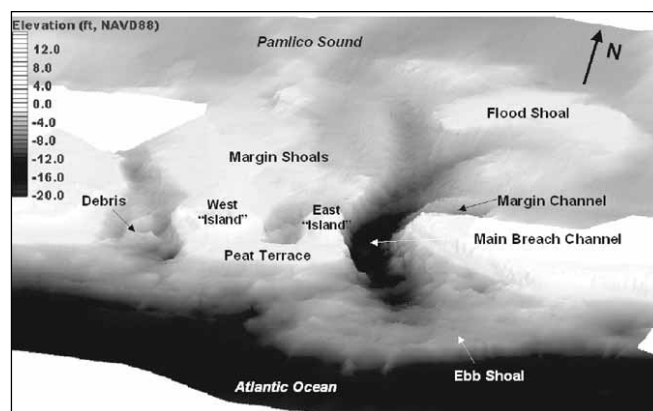 Elevation (ft, NAVD88)
12.0
8.0
4.0
0.0
-4.0
-8.0
-12.0
-16.0
-20.0
Pamlico Sound
N
Flood Shoal
Margin Shoals
Debris
West
"Island"
East
"Island"
Margin Channel
Main Breach Channel
Peat Terrace
Ebb Shoal
Atlantic Ocean